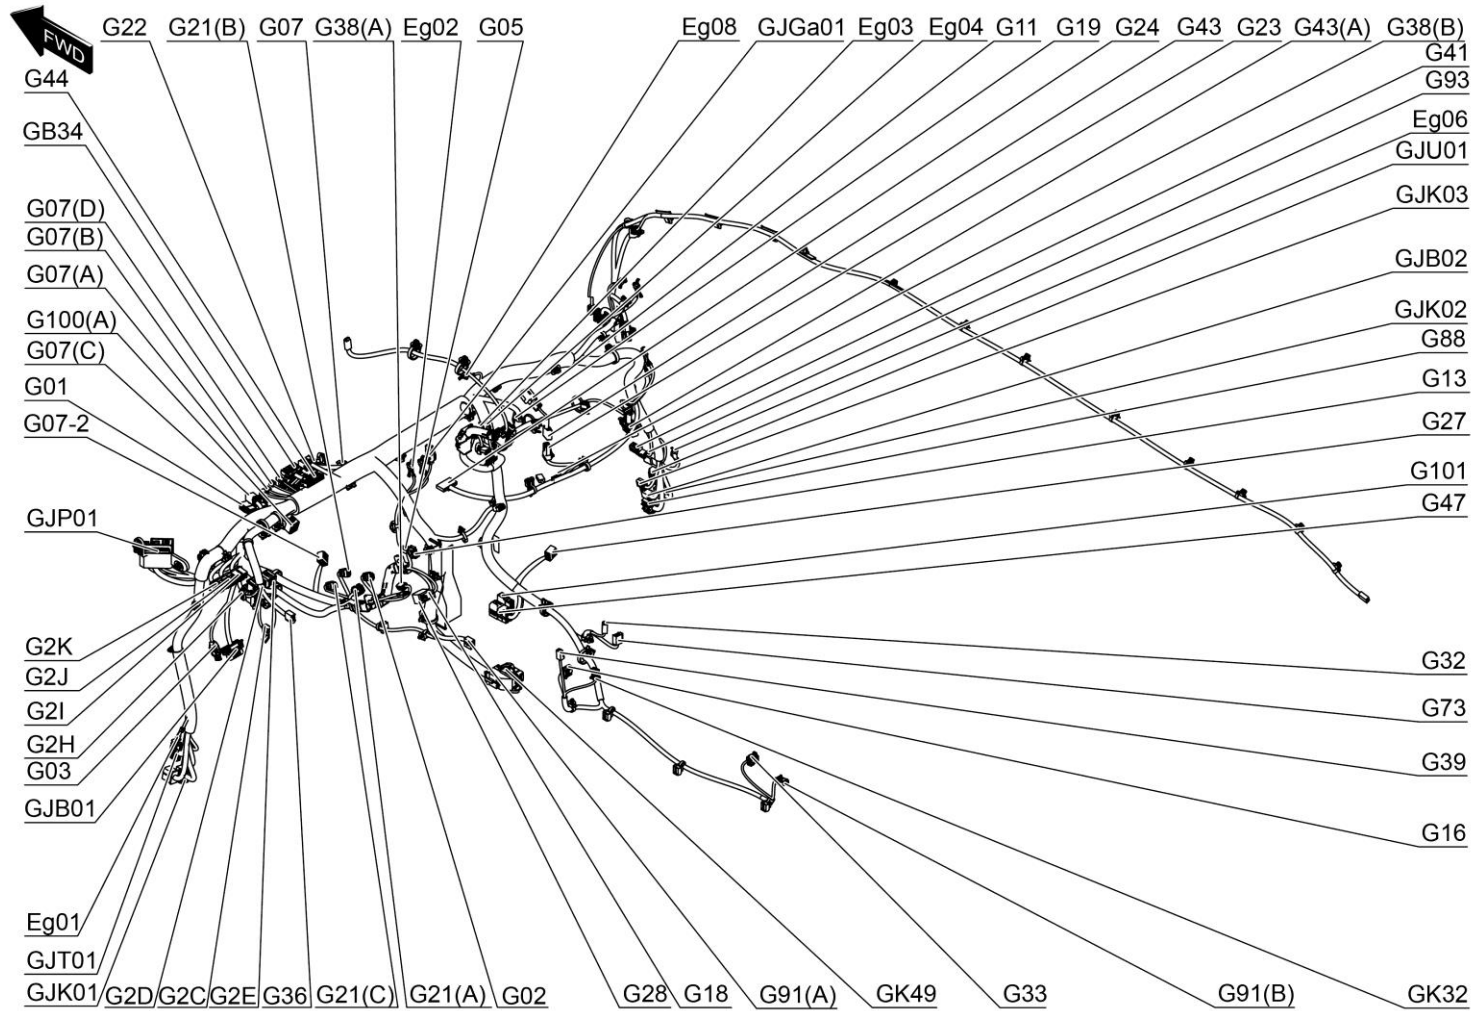 FWD
G22 G21(B) G07 G38(A) Eg02 G05 Eg08 GJGa01 Eg03 Eg04 G11 G19 G24 G43 G23 G43(A) G38(B)
G41
G44
G93
GB34
Eg06
GJU01
GJK03
G07(D)
G07(B)
GJB02
G07(A)
GJK02
G100(A)
G88
G07(C)
G13
G01
G27
G07-2
G101
G47
GJP01
G2K
G32
G2J
G2I
G73
G2H
G39
G03
GJB01
G16
Eg01
GJT01
GJK01 G2D G2C G2E G36 G21(C) G21(A) G02 G28 G18 G91(A) GK49 G33 G91(B) GK32